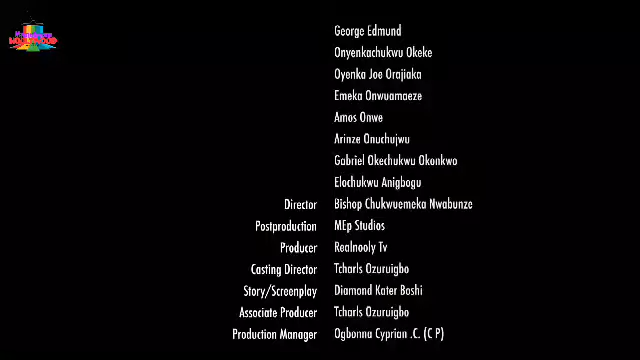 George Edmund
Onyenkachukwu Okeke
Oyenka Joe Orajiaka
Emeka Onwuamaeze
Amos Onwe
Arinze Onuchujwu
Gabriel Okechukwu Okonkwo
Elochukwu Anigbogu
Director Bishop Chukwuemeka Nwabunze
Postproduction MEp Studios
Producer Realnooly Tv
Casting Director Tcharls Ozuruigbo
Story/Screenplay Diamond Kater Boshi
Associate Producer Tcharls Ozuruigbo
Production Manager Ogbonna Cyprian .C. (C P)